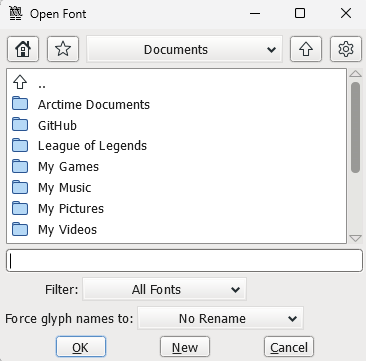 Open Font
Documents
..
Arctime Documents
GitHub
League of Legends
My Games
My Music
My Pictures
My Videos
Filter: All Fonts
Force glyph names to: No Rename
OK New Cancel